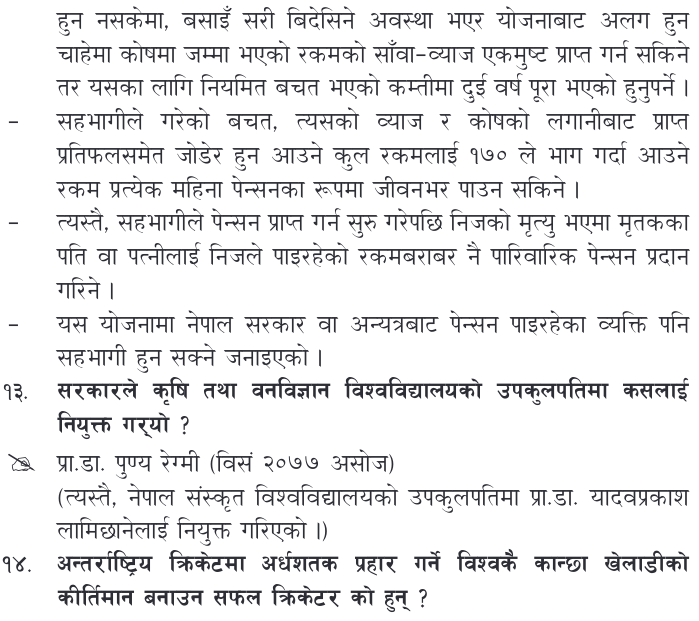 हुन नसकेमा, बसाइँ सरी बिदेसिने अवस्था भएर योजनाबाट अलग हुन
चाहेमा कोषमा जम्मा भएको रकमको साँवा-व्याज एकमुष्ट प्राप्त गर्न सकिने
तर यसका लागि नियमित बचत भएको कम्तीमा दुई वर्ष पूरा भएको हुनुपर्ने ।
– सहभागीले गरेको बचत, त्यसको व्याज र कोषको लगानीबाट प्राप्त
प्रतिफलसमेत जोडेर हुन आउने कुल रकमलाई १७० ले भाग गर्दा आउने
रकम प्रत्येक महिना पेन्सनका रूपमा जीवनभर पाउन सकिने ।
– त्यस्तै, सहभागीले पेन्सन प्राप्त गर्न सुरु गरेपछि निजको मृत्यु भएमा मृतकका
पति वा पत्नीलाई निजले पाइरहेको रकमबराबर नै पारिवारिक पेन्सन प्रदान
गरिने ।
– यस योजनामा नेपाल सरकार वा अन्यत्रबाट पेन्सन पाइरहेका व्यक्ति पनि
सहभागी हुन सक्ने जनाइएको ।
१३. सरकारले कृषि तथा वनविज्ञान विश्वविद्यालयको उपकुलपतिमा कसलाई
नियुक्त गर्‍यो ?
प्रा.डा. पुण्य रेग्मी (विसं २०७७ असोज)
(त्यस्तै, नेपाल संस्कृत विश्वविद्यालयको उपकुलपतिमा प्रा.डा. यादवप्रकाश
लामिछानेलाई नियुक्त गरिएको ।)
१४. अन्तर्राष्ट्रिय क्रिकेटमा अर्धशतक प्रहार गर्ने विश्वकै कान्छा खेलाडीको
कीर्तिमान बनाउन सफल क्रिकेटर को हुन् ?